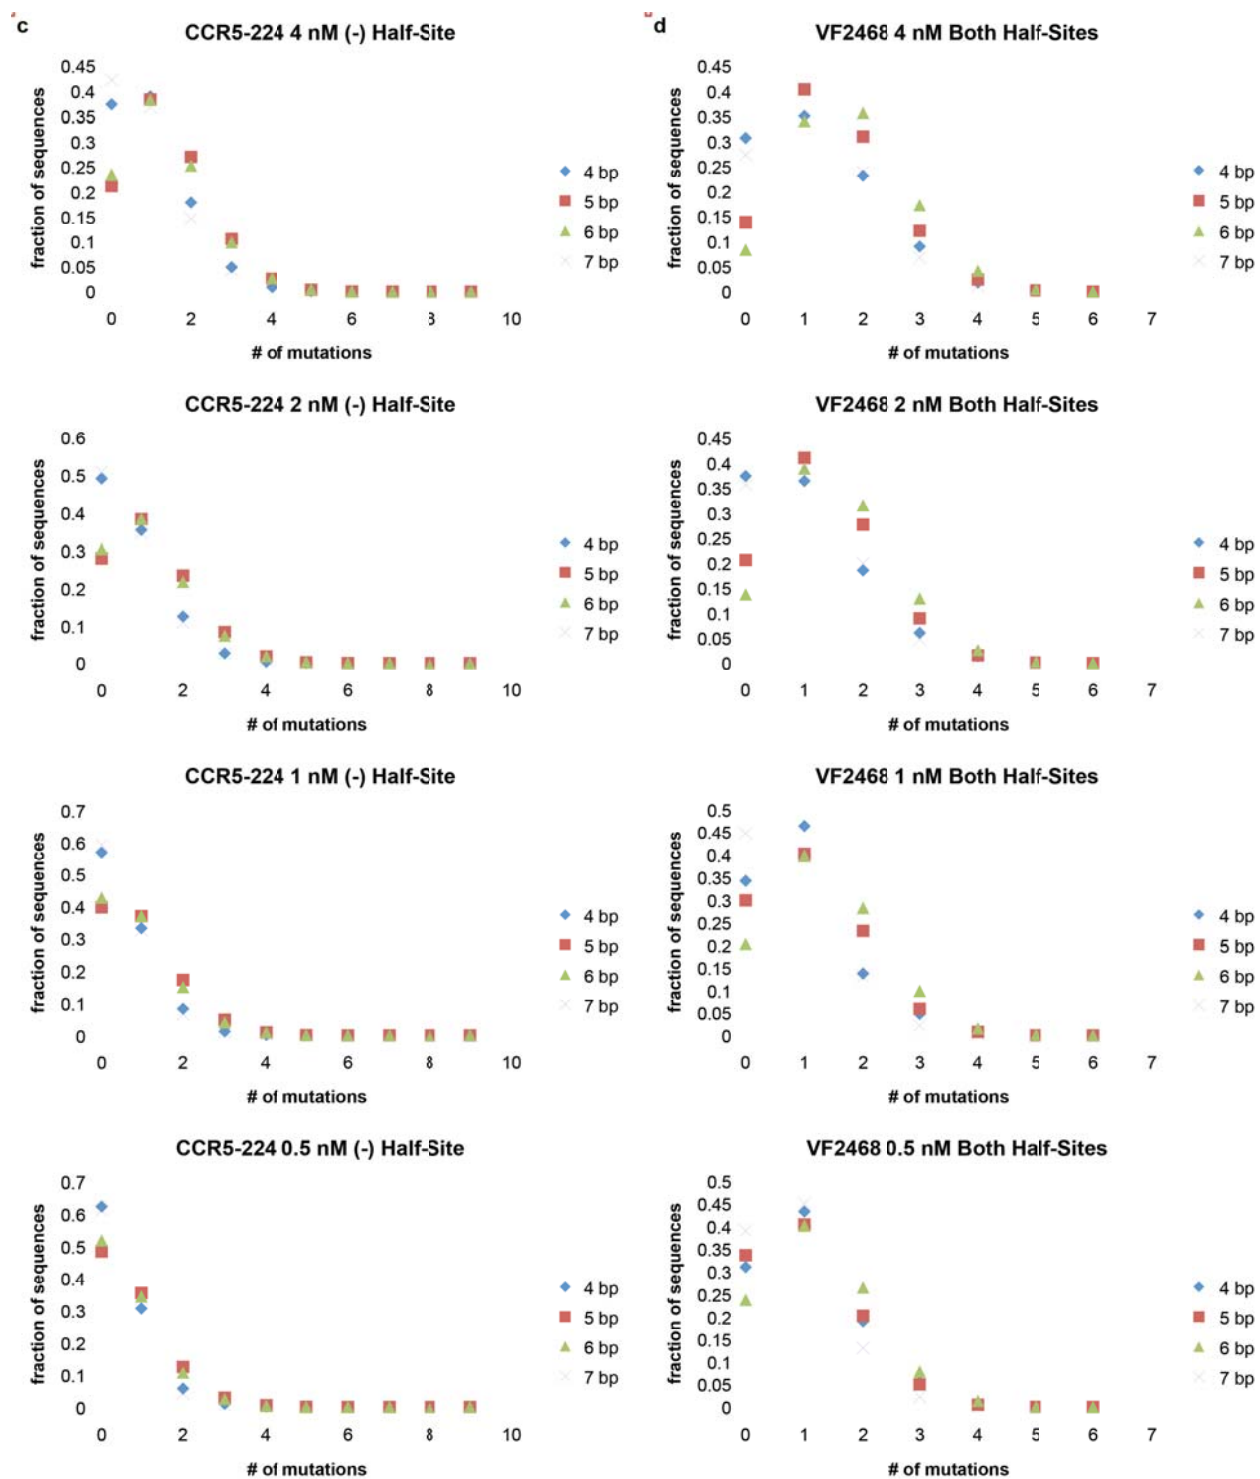 c
CCR5-224 4 nM (-) Half-Site
fraction of sequences
0.45
0.4
0.35
0.3
0.25
0.2
0.15
0.1
0.05
0
0 2 4 6 8 10
# of mutations
4 bp
5 bp
6 bp
7 bp
d
VF2468 4 nM Both Half-Sites
fraction of sequences
0.45
0.4
0.35
0.3
0.25
0.2
0.15
0.1
0.05
0
0 1 2 3 4 5 6 7
# of mutations
4 bp
5 bp
6 bp
7 bp
CCR5-224 2 nM (-) Half-Site
fraction of sequences
0.6
0.5
0.4
0.3
0.2
0.1
0
0 2 4 6 8 10
# of mutations
4 bp
5 bp
6 bp
7 bp
VF2468 2 nM Both Half-Sites
fraction of sequences
0.45
0.4
0.35
0.3
0.25
0.2
0.15
0.1
0.05
0
0 1 2 3 4 5 6 7
# of mutations
4 bp
5 bp
6 bp
7 bp
CCR5-224 1 nM (-) Half-Site
fraction of sequences
0.7
0.6
0.5
0.4
0.3
0.2
0.1
0
0 2 4 6 8 10
# of mutations
4 bp
5 bp
6 bp
7 bp
VF2468 1 nM Both Half-Sites
fraction of sequences
0.5
0.45
0.4
0.35
0.3
0.25
0.2
0.15
0.1
0.05
0
0 1 2 3 4 5 6 7
# of mutations
4 bp
5 bp
6 bp
7 bp
CCR5-224 0.5 nM (-) Half-Site
fraction of sequences
0.7
0.6
0.5
0.4
0.3
0.2
0.1
0
0 2 4 6 8 10
# of mutations
4 bp
5 bp
6 bp
7 bp
VF2468 0.5 nM Both Half-Sites
fraction of sequences
0.5
0.45
0.4
0.35
0.3
0.25
0.2
0.15
0.1
0.05
0
0 1 2 3 4 5 6 7
# of mutations
4 bp
5 bp
6 bp
7 bp